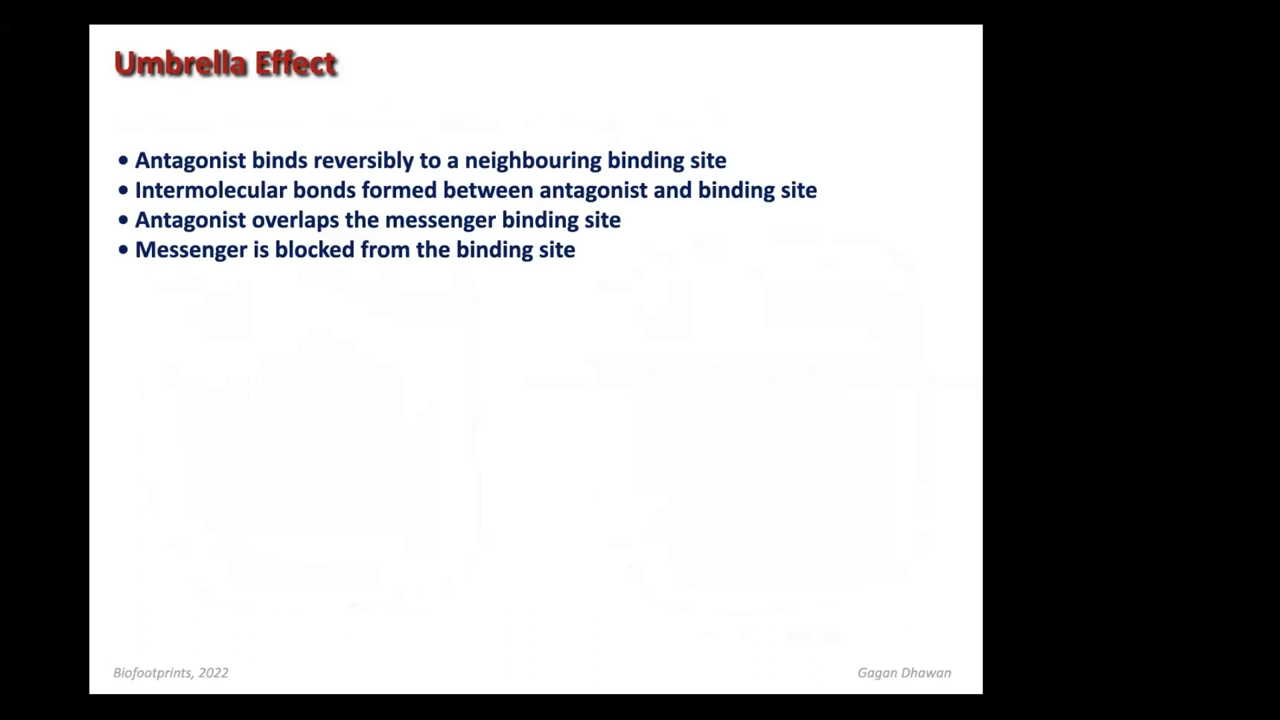 Umbrella Effect
• Antagonist binds reversibly to a neighbouring binding site
• Intermolecular bonds formed between antagonist and binding site
• Antagonist overlaps the messenger binding site
• Messenger is blocked from the binding site
Biofootprints, 2022
Gagan Dhawan